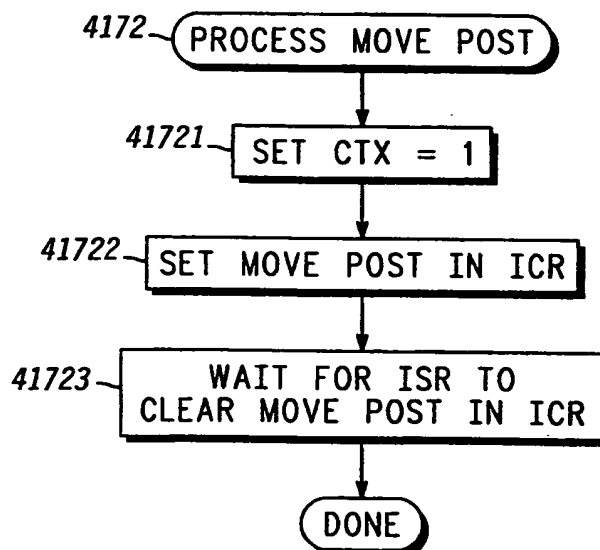 4172 PROCESS MOVE POST
41721 SET CTX = 1
41722 SET MOVE POST IN ICR
41723 WAIT FOR ISR TO
CLEAR MOVE POST IN ICR
DONE